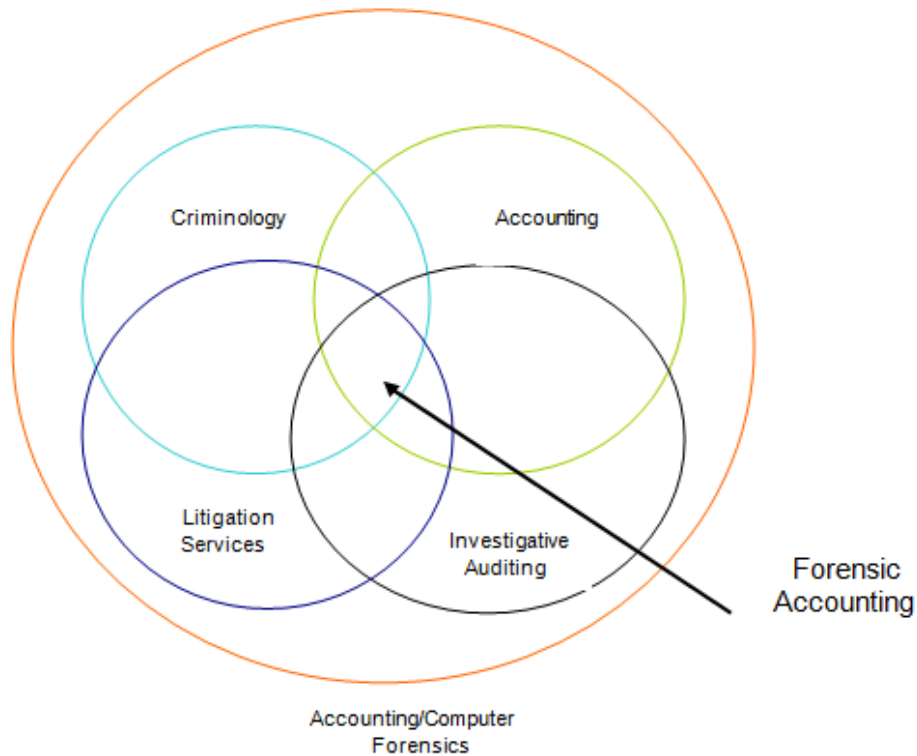 Criminology
Accounting
Litigation
Services
Investigative
Auditing
Forensic
Accounting
Accounting/Computer
Forensics